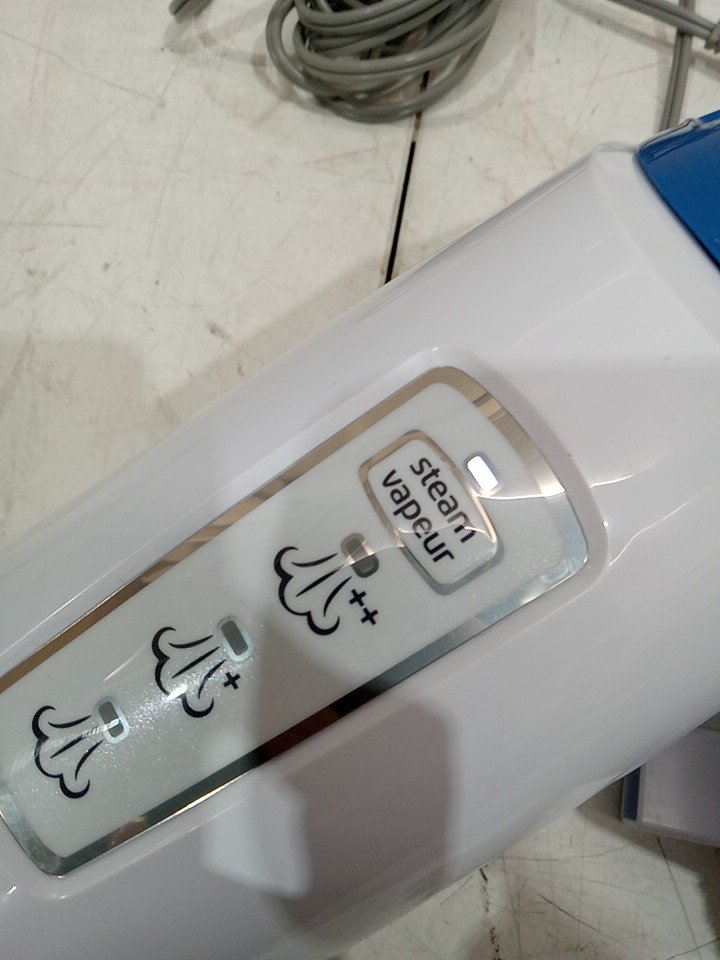 steam
vapeur
++
+